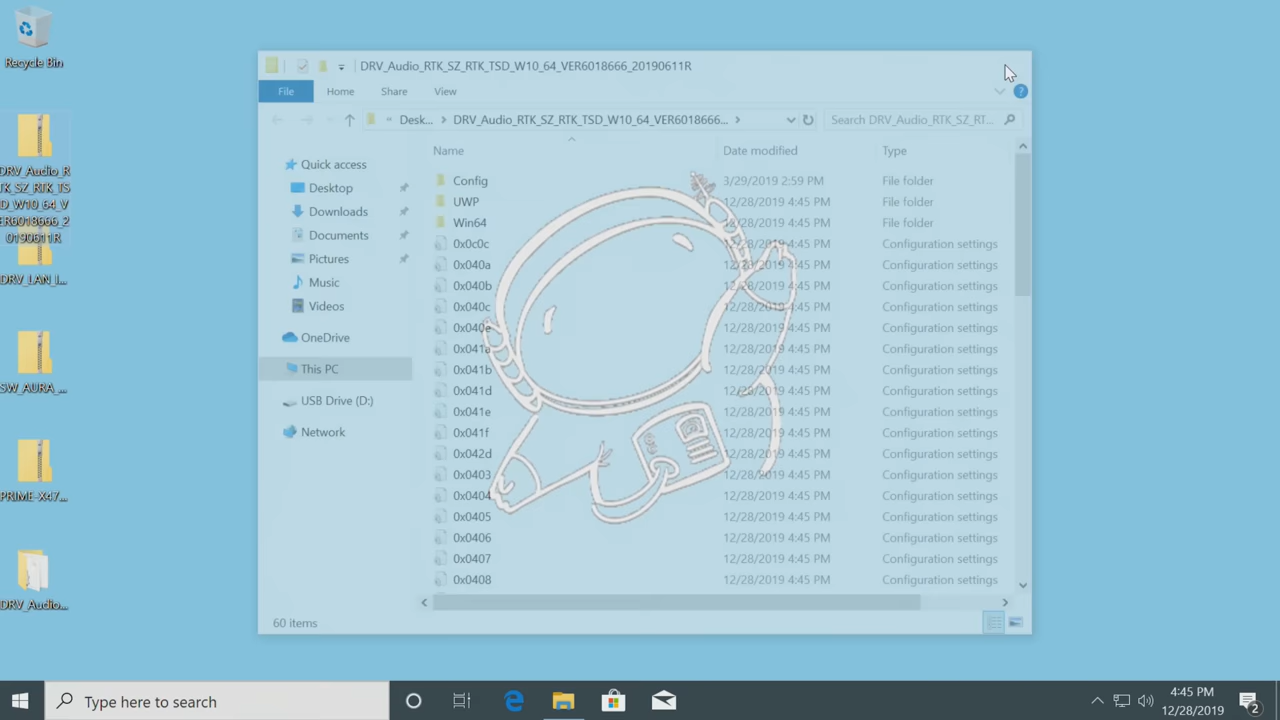 Recycle Bin
DRV_Audio_R
TK_SZ_RTK_TS
D_W10_64_V
ER6018666_2
0190611R
DRV_LAN_I...
SW_AURA_...
PRIME-X47...
DRV_Audio...
DRV_Audio_RTK_SZ_RTK_TSD_W10_64_VER6018666_20190611R
File Home Share View
Desk... DRV_Audio_RTK_SZ_RTK_TSD_W10_64_VER6018666... Search DRV_Audio_RTK_SZ_RT...
Quick access
Desktop
Downloads
Documents
Pictures
Music
Videos
OneDrive
This PC
USB Drive (D:)
Network
Name Date modified Type
Config 3/29/2019 2:59 PM File folder
UWP 12/28/2019 4:45 PM File folder
Win64 12/28/2019 4:45 PM File folder
0x0c0c 12/28/2019 4:45 PM Configuration settings
0x040a 12/28/2019 4:45 PM Configuration settings
0x040b 12/28/2019 4:45 PM Configuration settings
0x040c 12/28/2019 4:45 PM Configuration settings
0x040e 12/28/2019 4:45 PM Configuration settings
0x041a 12/28/2019 4:45 PM Configuration settings
0x041b 12/28/2019 4:45 PM Configuration settings
0x041d 12/28/2019 4:45 PM Configuration settings
0x041e 12/28/2019 4:45 PM Configuration settings
0x041f 12/28/2019 4:45 PM Configuration settings
0x042d 12/28/2019 4:45 PM Configuration settings
0x0403 12/28/2019 4:45 PM Configuration settings
0x0404 12/28/2019 4:45 PM Configuration settings
0x0405 12/28/2019 4:45 PM Configuration settings
0x0406 12/28/2019 4:45 PM Configuration settings
0x0407 12/28/2019 4:45 PM Configuration settings
0x0408 12/28/2019 4:45 PM Configuration settings
60 items
Type here to search
4:45 PM
12/28/2019
2